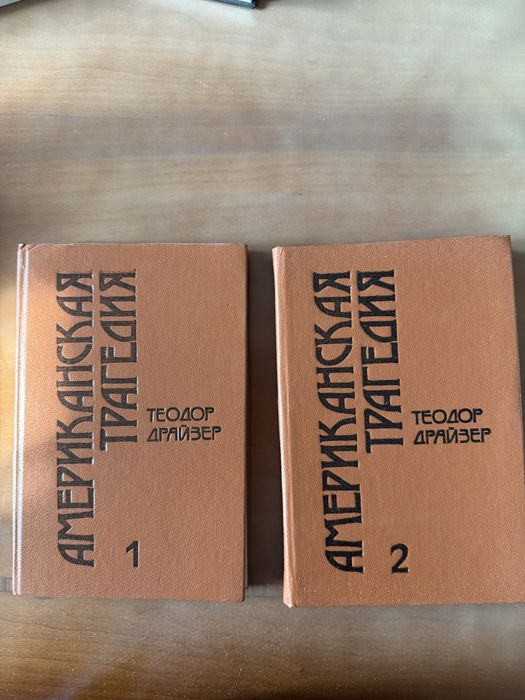 АМЕРИКАНСКАЯ
ТРАГЕДИЯ
ТЕОДОР
ДРАЙЗЕР
1
АМЕРИКАНСКАЯ
ТРАГЕДИЯ
ТЕОДОР
ДРАЙЗЕР
2